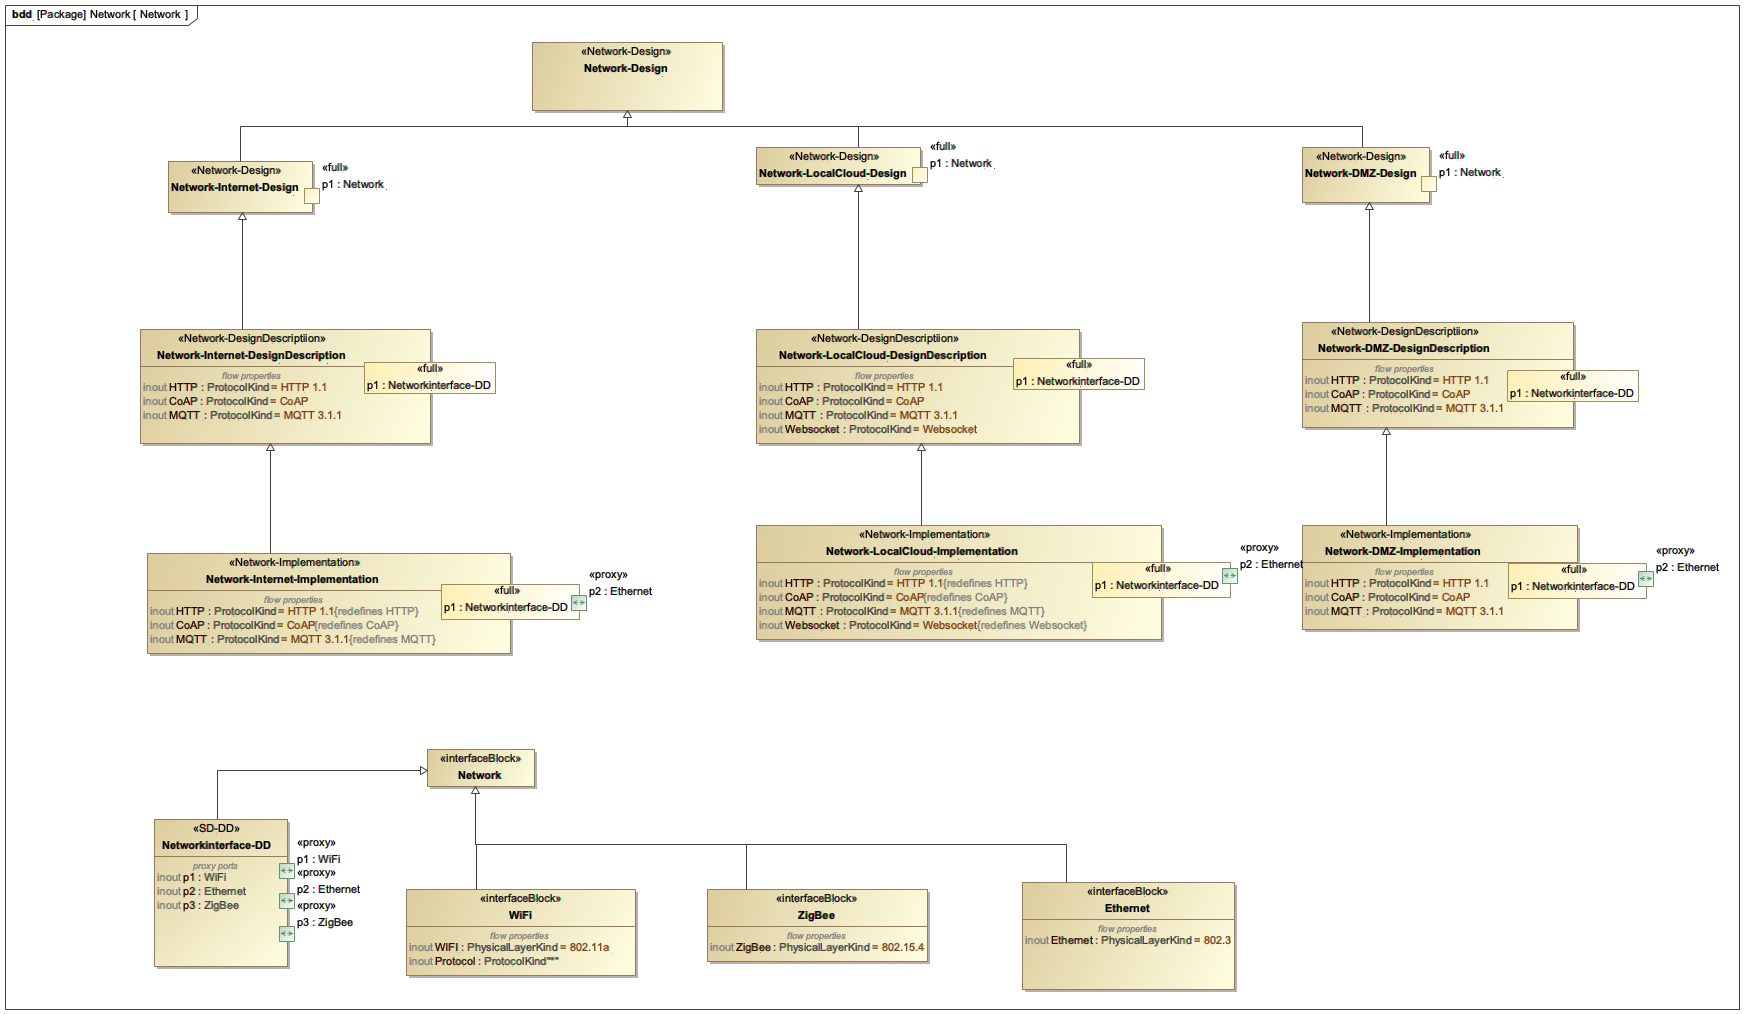 bdd [Package] Network [ Network ]
«Network-Design»
Network-Design
«Network-Design»
Network-Internet-Design
«full»
p1 : Network
«Network-Design»
Network-LocalCloud-Design
«full»
p1 : Network
«Network-Design»
Network-DMZ-Design
«full»
p1 : Network
«Network-DesignDescriptiion»
Network-Internet-DesignDescription
flow properties
inout HTTP : ProtocolKind = HTTP 1.1
inout CoAP : ProtocolKind = CoAP
inout MQTT : ProtocolKind = MQTT 3.1.1
«full»
p1 : Networkinterface-DD
«Network-DesignDescriptiion»
Network-LocalCloud-DesignDescription
flow properties
inout HTTP : ProtocolKind = HTTP 1.1
inout CoAP : ProtocolKind = CoAP
inout MQTT : ProtocolKind = MQTT 3.1.1
inout Websocket : ProtocolKind = Websocket
«full»
p1 : Networkinterface-DD
«Network-DesignDescriptiion»
Network-DMZ-DesignDescription
flow properties
inout HTTP : ProtocolKind = HTTP 1.1
inout CoAP : ProtocolKind = CoAP
inout MQTT : ProtocolKind = MQTT 3.1.1
«full»
p1 : Networkinterface-DD
«Network-Implementation»
Network-Internet-Implementation
flow properties
inout HTTP : ProtocolKind = HTTP 1.1{redefines HTTP}
inout CoAP : ProtocolKind = CoAP{redefines CoAP}
inout MQTT : ProtocolKind = MQTT 3.1.1{redefines MQTT}
«full»
p1 : Networkinterface-DD
«proxy»
p2 : Ethernet
«Network-Implementation»
Network-LocalCloud-Implementation
flow properties
inout HTTP : ProtocolKind = HTTP 1.1{redefines HTTP}
inout CoAP : ProtocolKind = CoAP{redefines CoAP}
inout MQTT : ProtocolKind = MQTT 3.1.1{redefines MQTT}
inout Websocket : ProtocolKind = Websocket{redefines Websocket}
«full»
p1 : Networkinterface-DD
«proxy»
p2 : Ethernet
«Network-Implementation»
Network-DMZ-Implementation
flow properties
inout HTTP : ProtocolKind = HTTP 1.1
inout CoAP : ProtocolKind = CoAP
inout MQTT : ProtocolKind = MQTT 3.1.1
«full»
p1 : Networkinterface-DD
«proxy»
p2 : Ethernet
«interfaceBlock»
Network
«SD-DD»
Networkinterface-DD
proxy ports
inout p1 : WiFi
inout p2 : Ethernet
inout p3 : ZigBee
«proxy»
p1 : WiFi
«proxy»
p2 : Ethernet
«proxy»
p3 : ZigBee
«interfaceBlock»
WiFi
flow properties
inout WIFI : PhysicalLayerKind = 802.11a
inout Protocol : ProtocolKind"*"
«interfaceBlock»
ZigBee
flow properties
inout ZigBee : PhysicalLayerKind = 802.15.4
«interfaceBlock»
Ethernet
flow properties
inout Ethernet : PhysicalLayerKind = 802.3